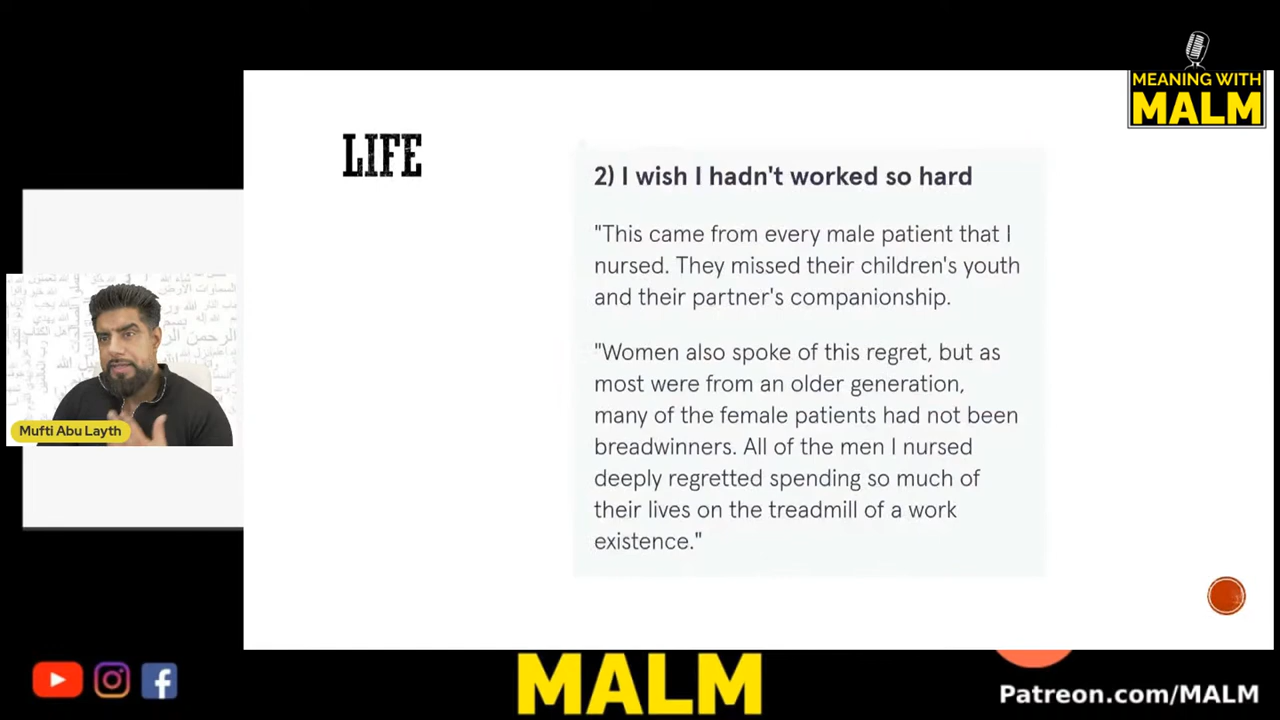 MEANING WITH
MALM
LIFE
2) I wish I hadn't worked so hard
"This came from every male patient that I
nursed. They missed their children's youth
and their partner's companionship.
"Women also spoke of this regret, but as
most were from an older generation,
many of the female patients had not been
breadwinners. All of the men I nursed
deeply regretted spending so much of
their lives on the treadmill of a work
existence."
Mufti Abu Layth
MALM
Patreon.com/MALM